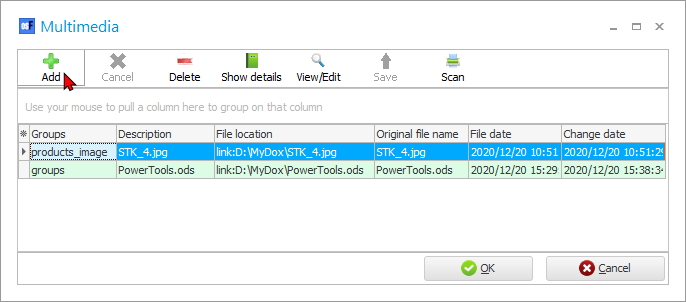 osF Multimedia
Add Cancel Delete Show details View/Edit Save Scan
Use your mouse to pull a column here to group on that column
Groups Description File location Original file name File date Change date
products_image STK_4.jpg link:D:\MyDox\STK_4.jpg STK_4.jpg 2020/12/20 10:51 2020/12/20 10:51:29
groups PowerTools.ods link:D:\MyDox\PowerTools.ods PowerTools.ods 2020/12/20 15:29 2020/12/20 15:38:34
OK Cancel